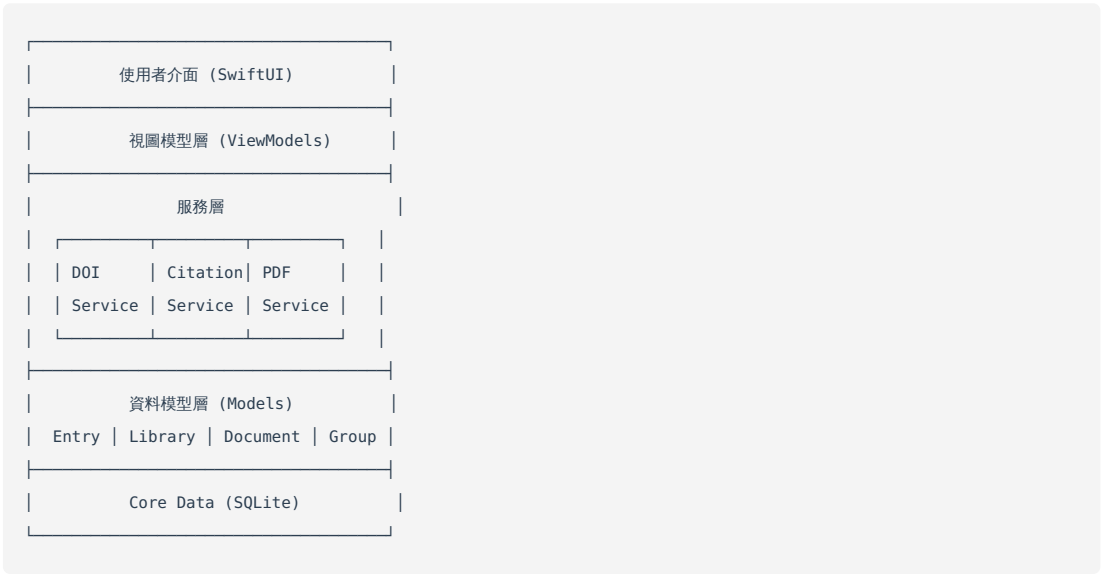 使用者介面 (SwiftUI)
視圖模型層 (ViewModels)
服務層
DOI │ Citation│ PDF
Service │ Service │ Service
資料模型層 (Models)
Entry │ Library │ Document │ Group
Core Data (SQLite)